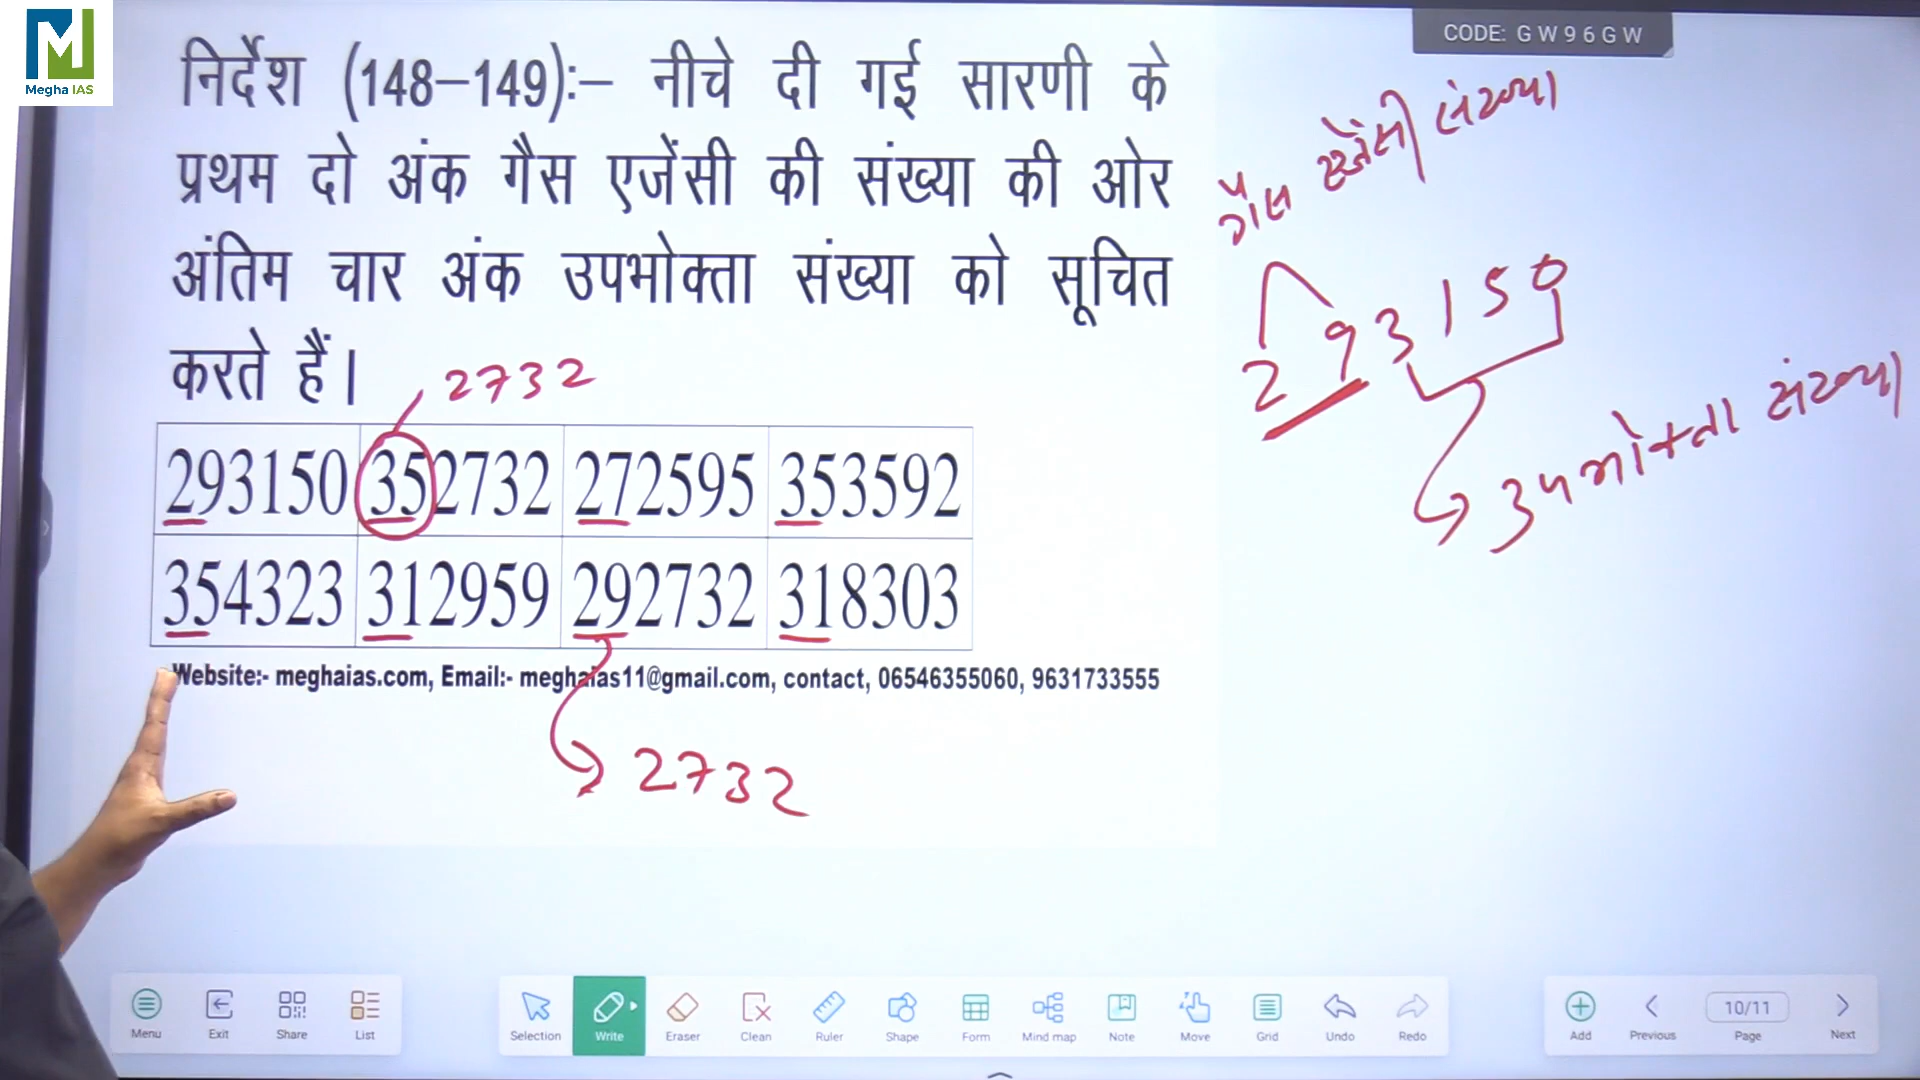 Megha IAS
CODE: GW96GW
निर्देश (148–149):– नीचे दी गई सारणी के
प्रथम दो अंक गैस एजेंसी की संख्या की ओर
अंतिम चार अंक उपभोक्ता संख्या को सूचित
करते हैं।
2732
293150 352732 272595 353592
354323 312959 292732 318303
Website:- meghaias.com, Email:- meghaias11@gmail.com, contact, 06546355060, 9631733555
2732
गैस एजेंसी संख्या
293150
उपभोक्ता संख्या
Menu Exit Share List Selection Write Eraser Clean Ruler Shape Form Mind map Note Move Grid Undo Redo Add Previous 10/11 Page Next